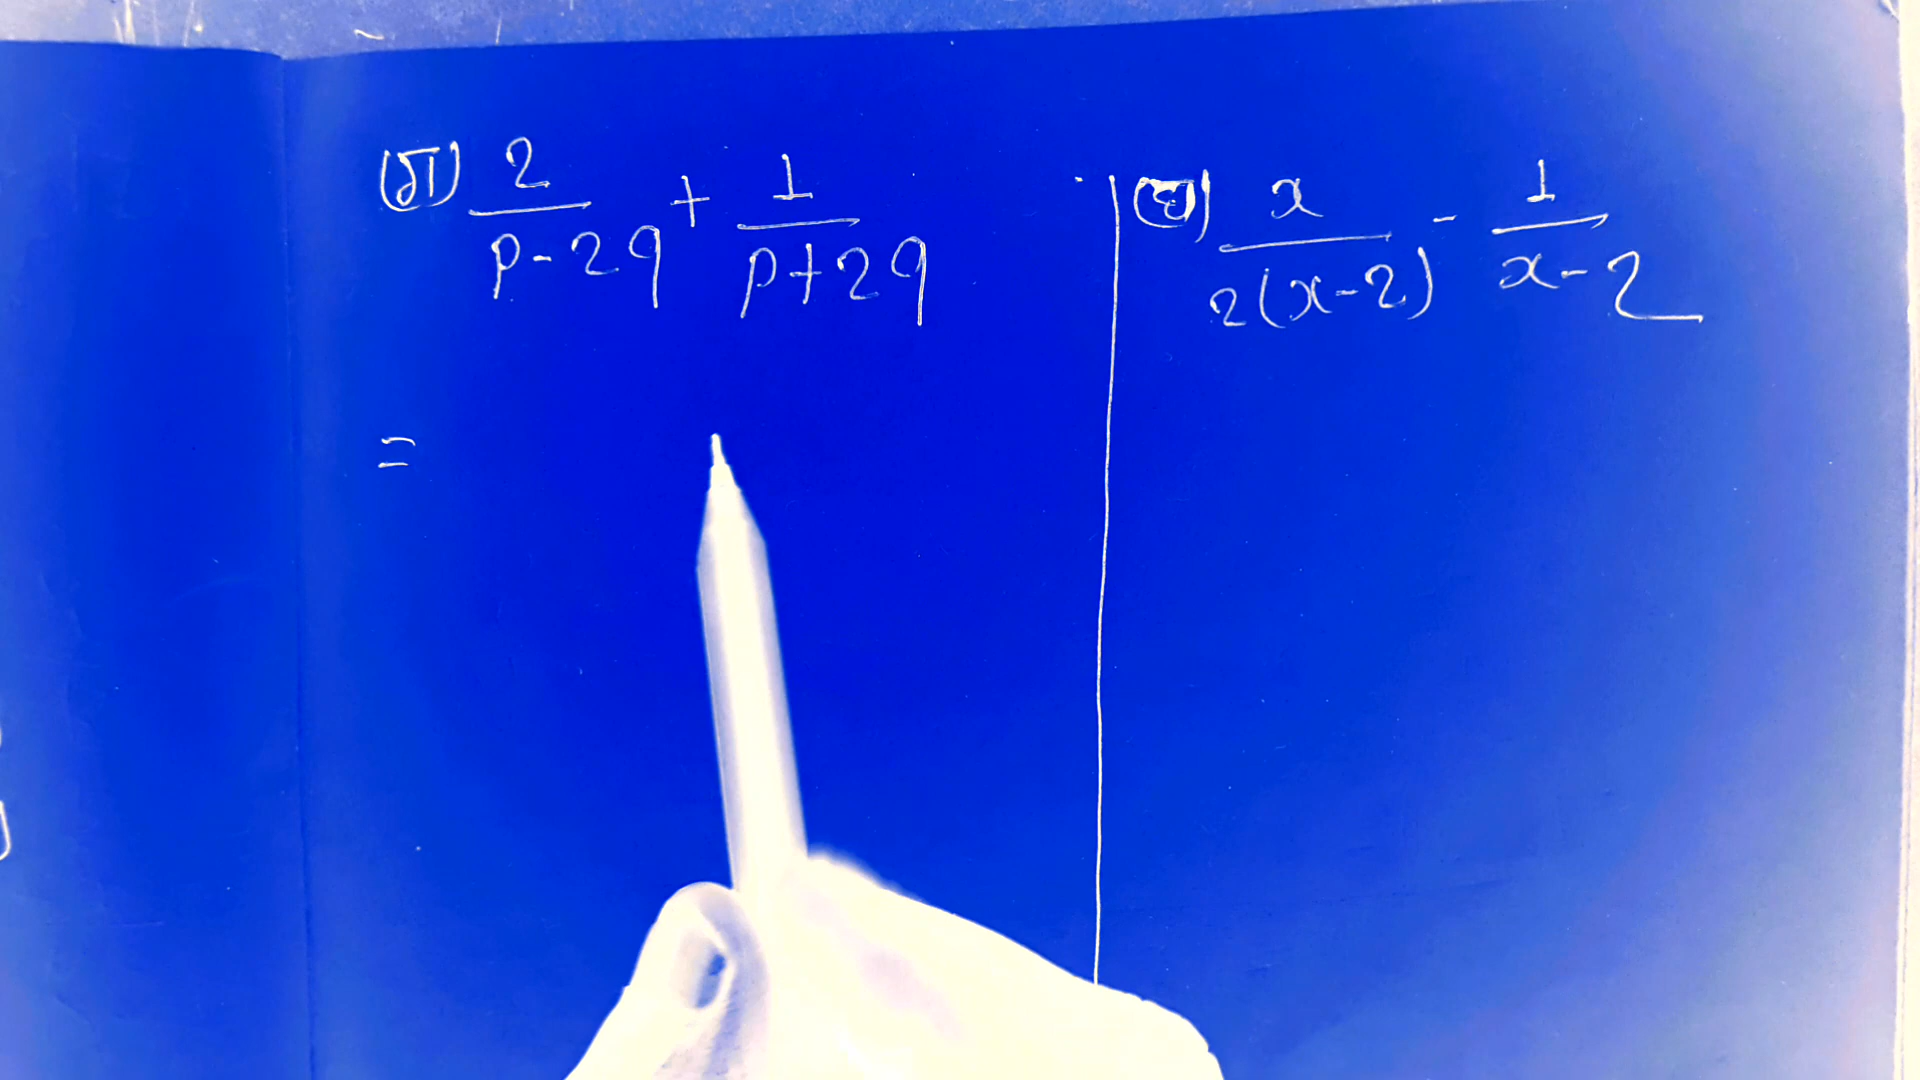 (ग) 2/(p-2q) + 1/(p+2q)
=
(घ) x/(2(x-2)) - 1/(x-2)